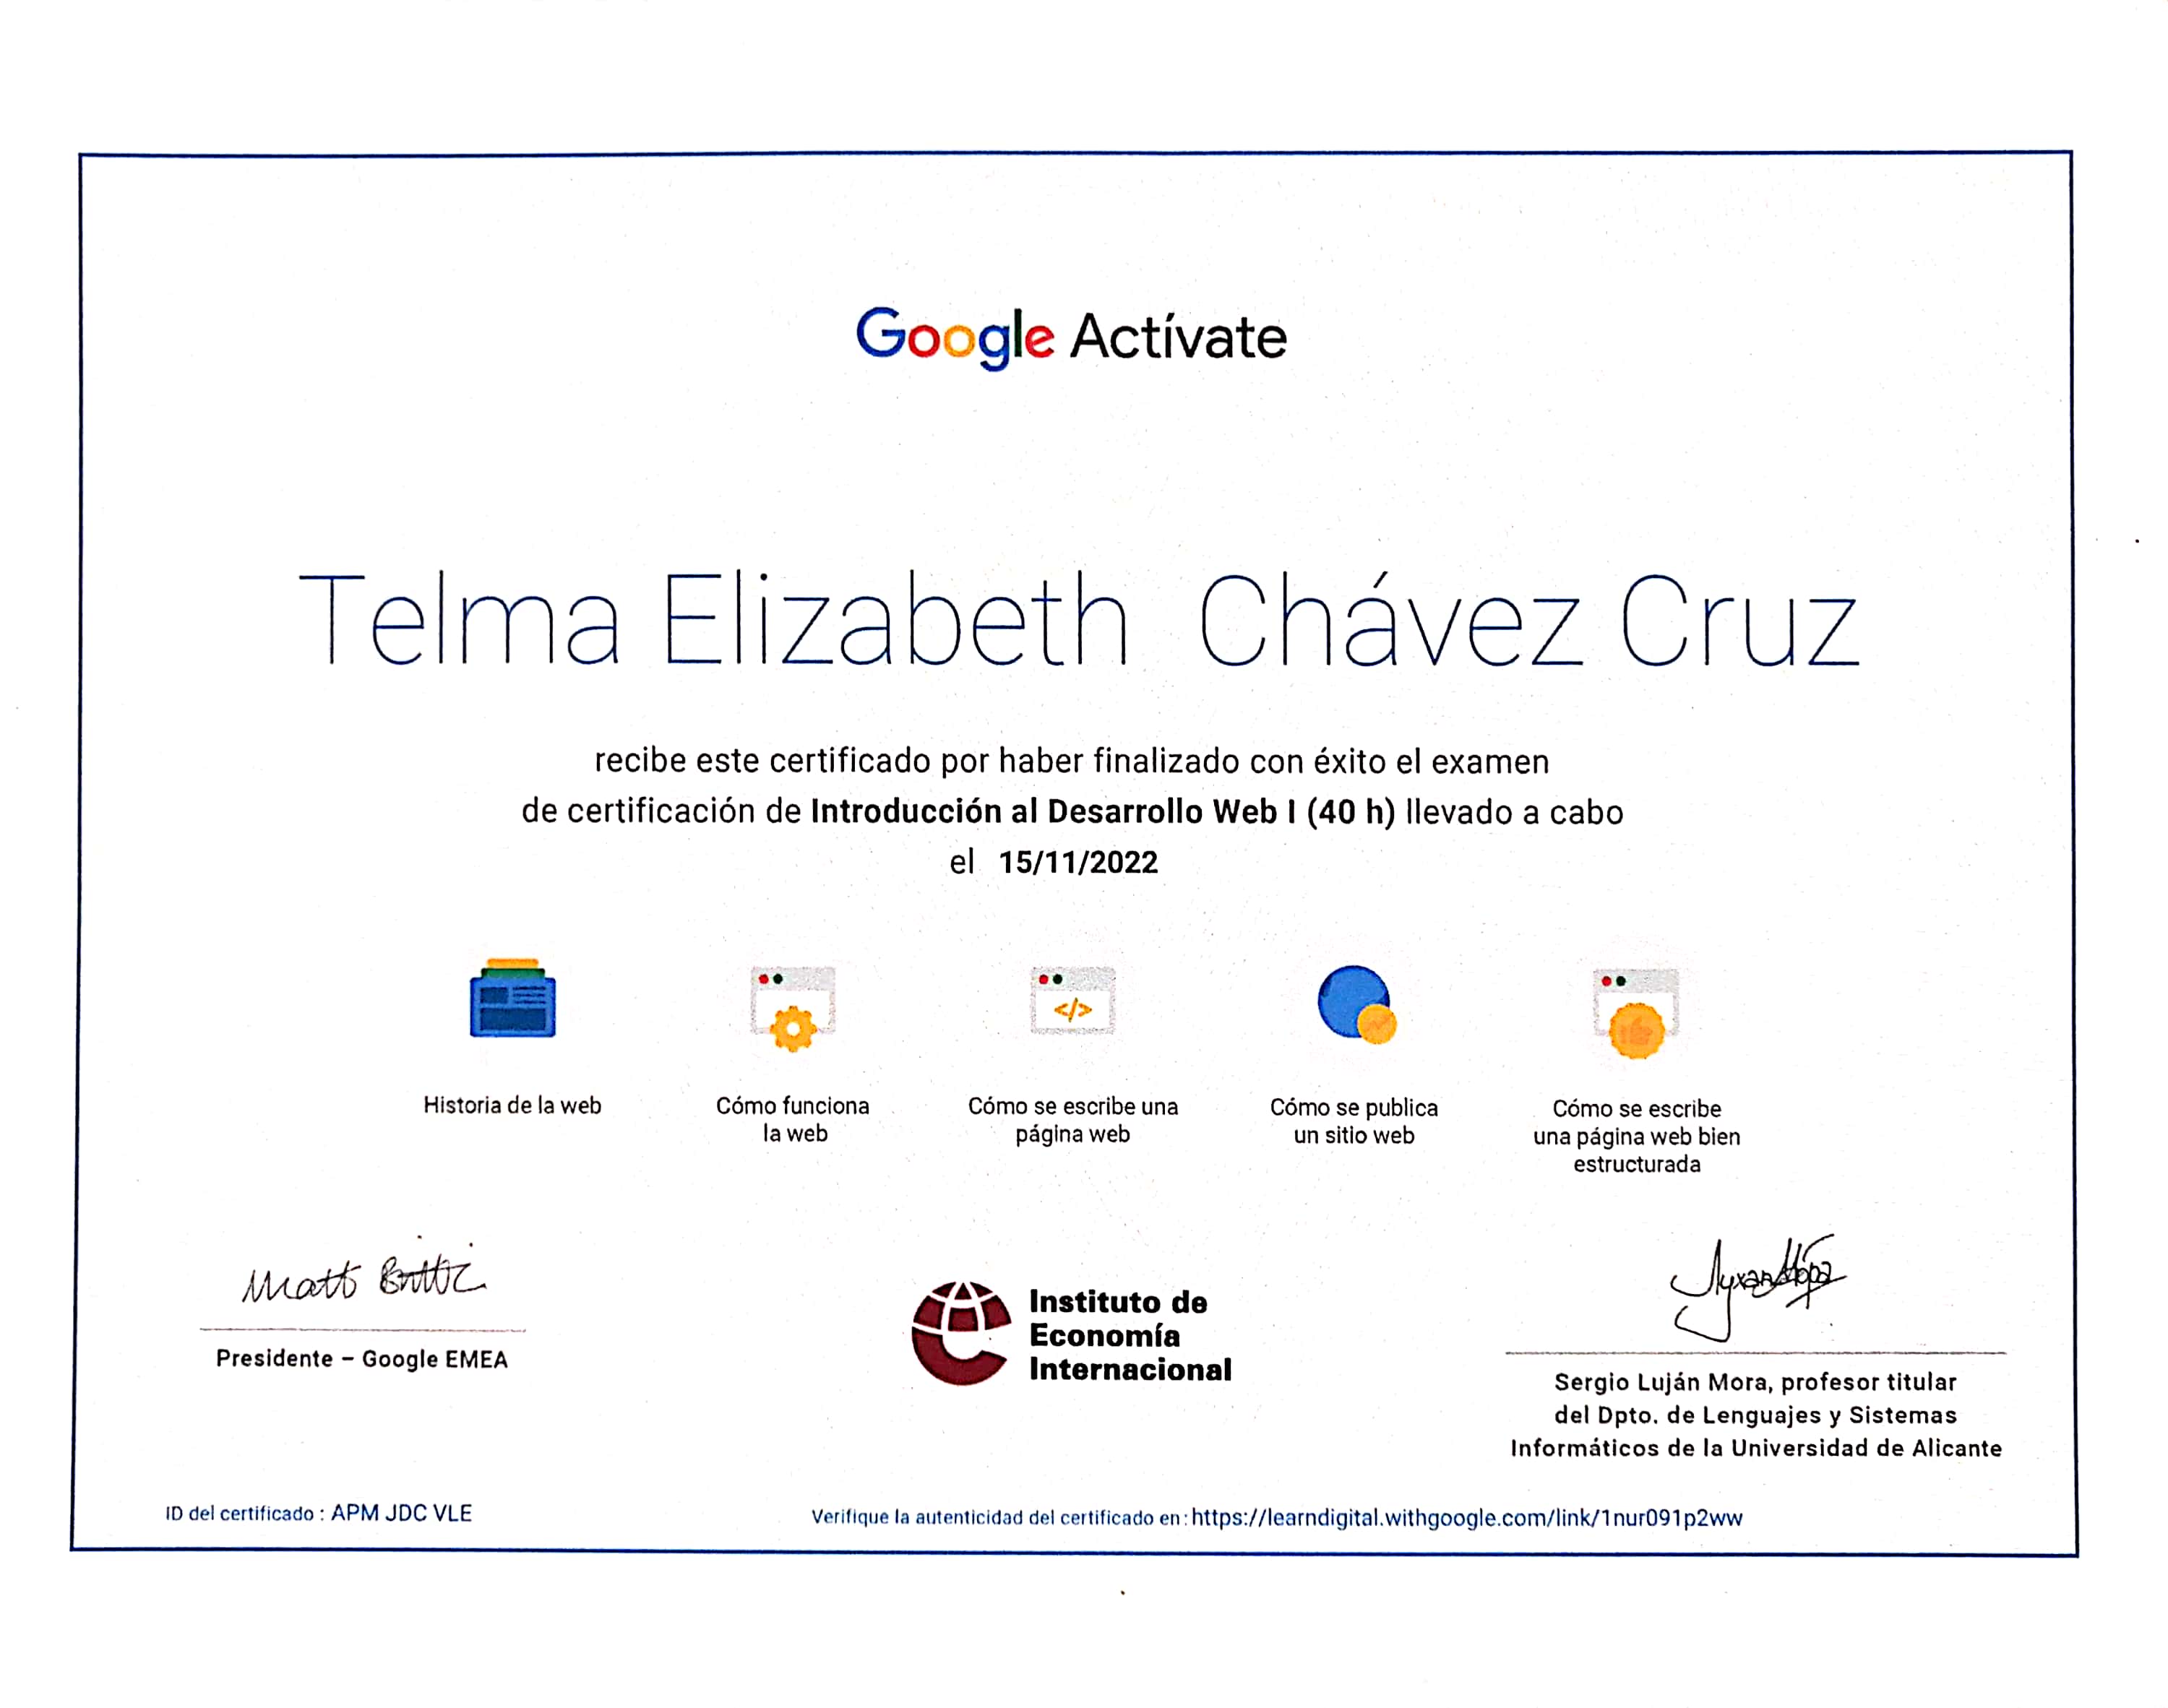 Google Actívate
Telma Elizabeth Chávez Cruz
recibe este certificado por haber finalizado con éxito el examen
de certificación de Introducción al Desarrollo Web I (40 h) llevado a cabo
el 15/11/2022
</>
Historia de la web
Cómo funciona
la web
Cómo se escribe una
página web
Cómo se publica
un sitio web
Cómo se escribe
una página web bien
estructurada
Matt
Presidente – Google EMEA
Instituto de
Economía
Internacional
Sergio Luján Mora, profesor titular
del Dpto. de Lenguajes y Sistemas
Informáticos de la Universidad de Alicante
ID del certificado : APM JDC VLE
Verifique la autenticidad del certificado en: https://learndigital.withgoogle.com/link/1nur091p2ww